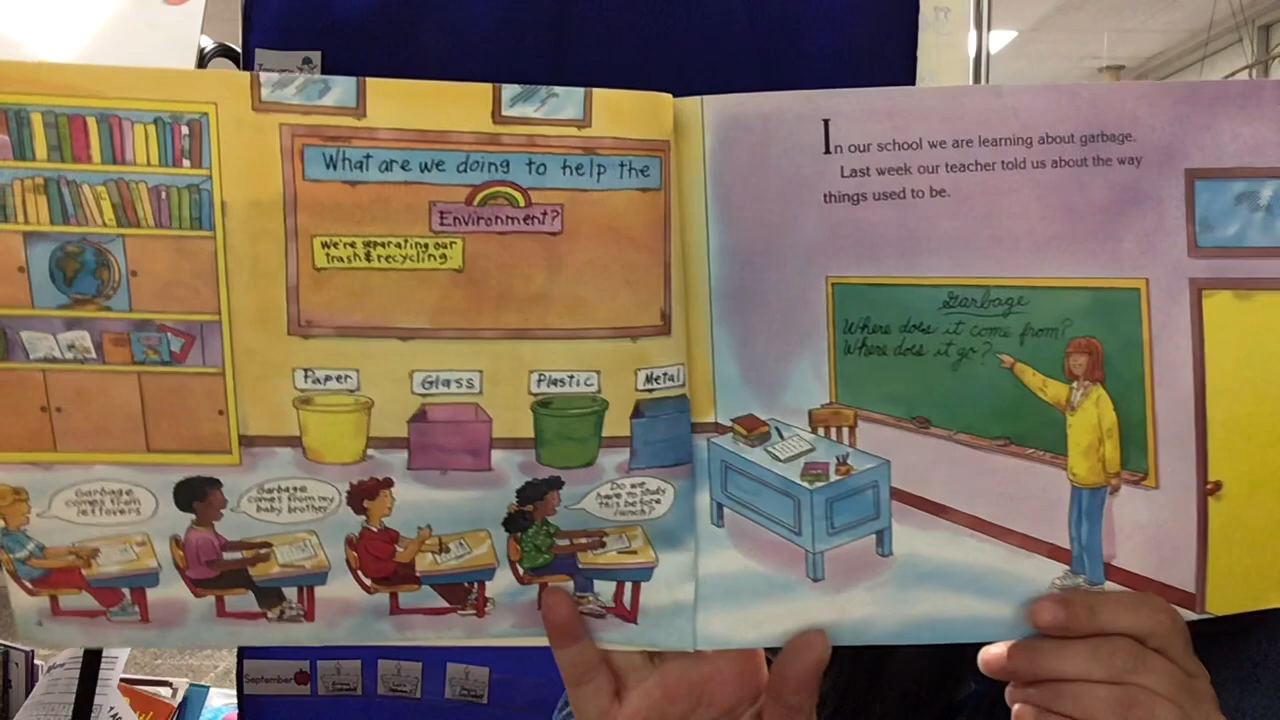 What are we doing to help the
Environment?
We're separating our
trash & recycling.
Paper
Glass
Plastic
Metal
Garbage
comes from
leftovers
Garbage
comes from my
baby brother
Do we
have to study
this before
lunch?
In our school we are learning about garbage.
Last week our teacher told us about the way
things used to be.
Garbage
Where does it come from?
Where does it go?
September